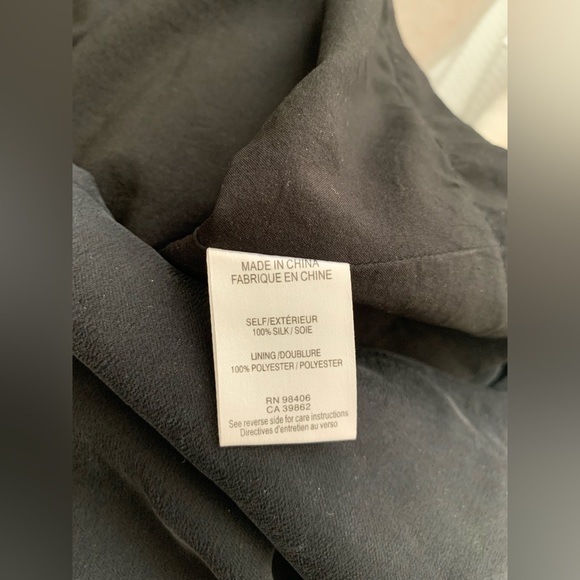 MADE IN CHINA
FABRIQUE EN CHINE
SELF/EXTÉRIEUR
100% SILK / SOIE
LINING /DOUBLURE
100% POLYESTER / POLYESTER
RN 98406
CA 39862
See reverse side for care instructions
Directives d'entretien au verso